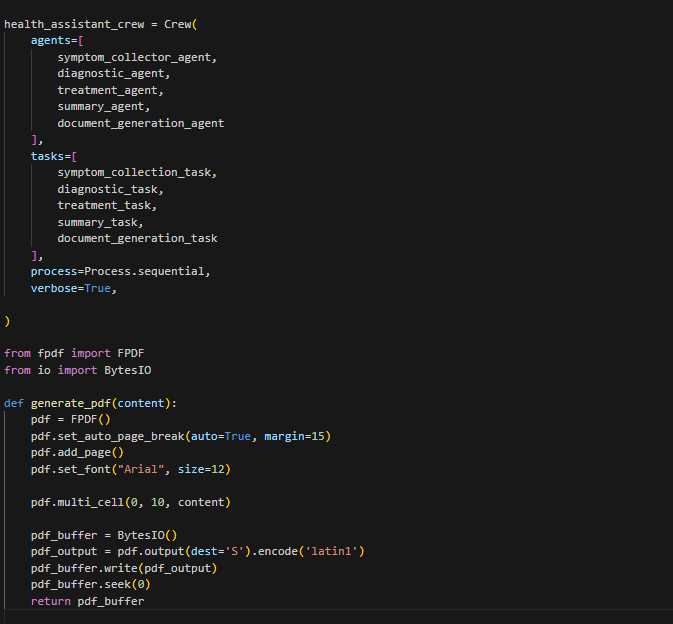 health_assistant_crew = Crew(
    agents=[
        symptom_collector_agent,
        diagnostic_agent,
        treatment_agent,
        summary_agent,
        document_generation_agent
    ],
    tasks=[
        symptom_collection_task,
        diagnostic_task,
        treatment_task,
        summary_task,
        document_generation_task
    ],
    process=Process.sequential,
    verbose=True,
)
from fpdf import FPDF
from io import BytesIO
def generate_pdf(content):
    pdf = FPDF()
    pdf.set_auto_page_break(auto=True, margin=15)
    pdf.add_page()
    pdf.set_font("Arial", size=12)
    pdf.multi_cell(0, 10, content)
    pdf_buffer = BytesIO()
    pdf_output = pdf.output(dest='S').encode('latin1')
    pdf_buffer.write(pdf_output)
    pdf_buffer.seek(0)
    return pdf_buffer